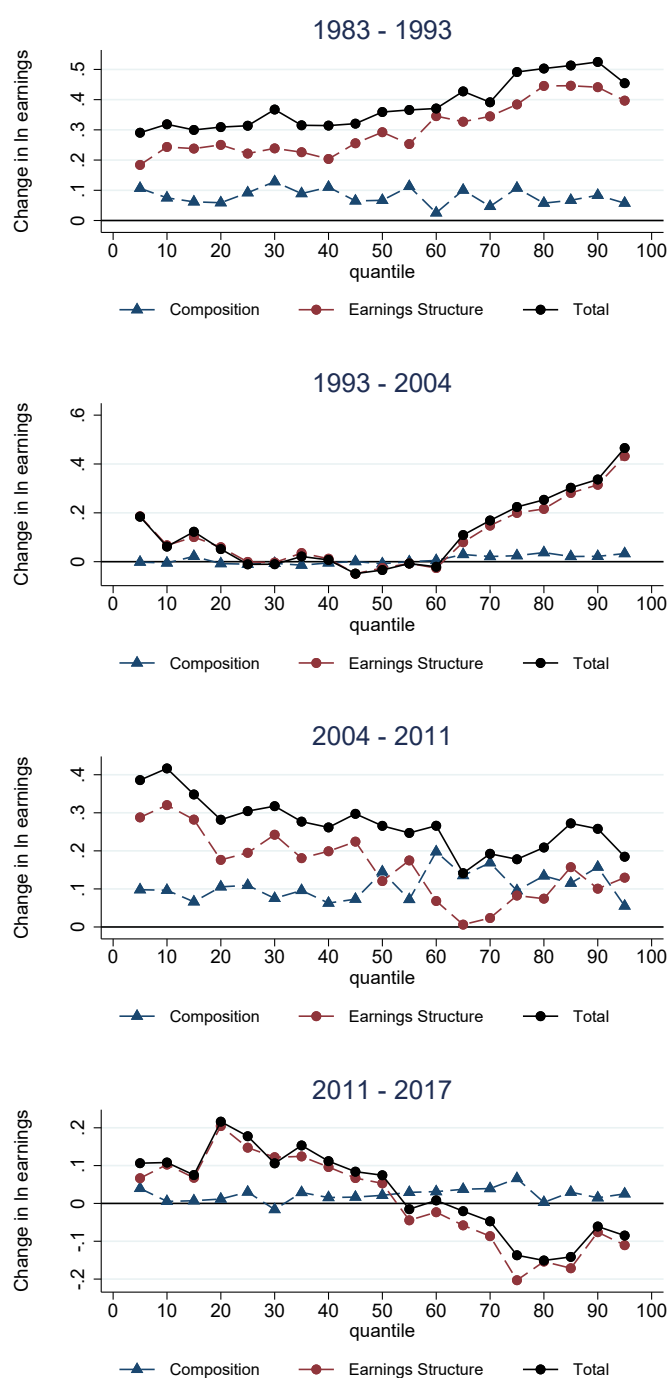 1983 - 1993
Change in ln earnings
.5
.4
.3
.2
.1
0
0 10 20 30 40 50 60 70 80 90 100
quantile
Composition Earnings Structure Total
1993 - 2004
Change in ln earnings
.6
.4
.2
0
0 10 20 30 40 50 60 70 80 90 100
quantile
Composition Earnings Structure Total
2004 - 2011
Change in ln earnings
.4
.3
.2
.1
0
0 10 20 30 40 50 60 70 80 90 100
quantile
Composition Earnings Structure Total
2011 - 2017
Change in ln earnings
.2
.1
0
-.1
-.2
0 10 20 30 40 50 60 70 80 90 100
quantile
Composition Earnings Structure Total